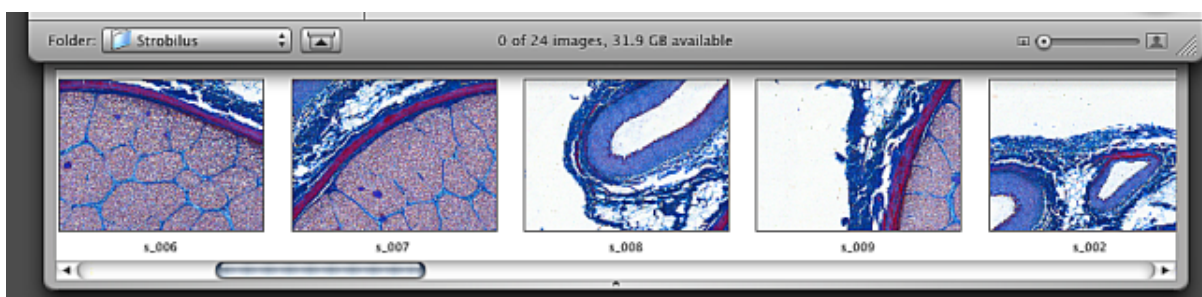 Folder: Strobilus
0 of 24 images, 31.9 GB available
s_006
s_007
s_008
s_009
s_002